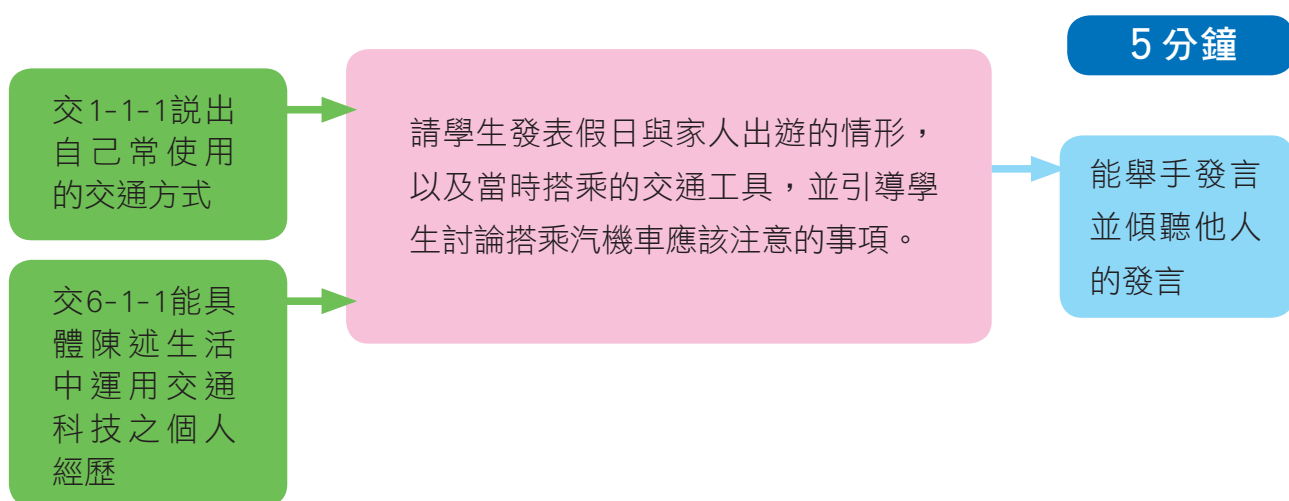 5分鐘
交1-1-1説出
自己常使用
的交通方式
請學生發表假日與家人出遊的情形，
以及當時搭乘的交通工具，並引導學
生討論搭乘汽機車應該注意的事項。
能舉手發言
並傾聽他人
的發言
交6-1-1能具
體陳述生活
中運用交通
科技之個人
經歷